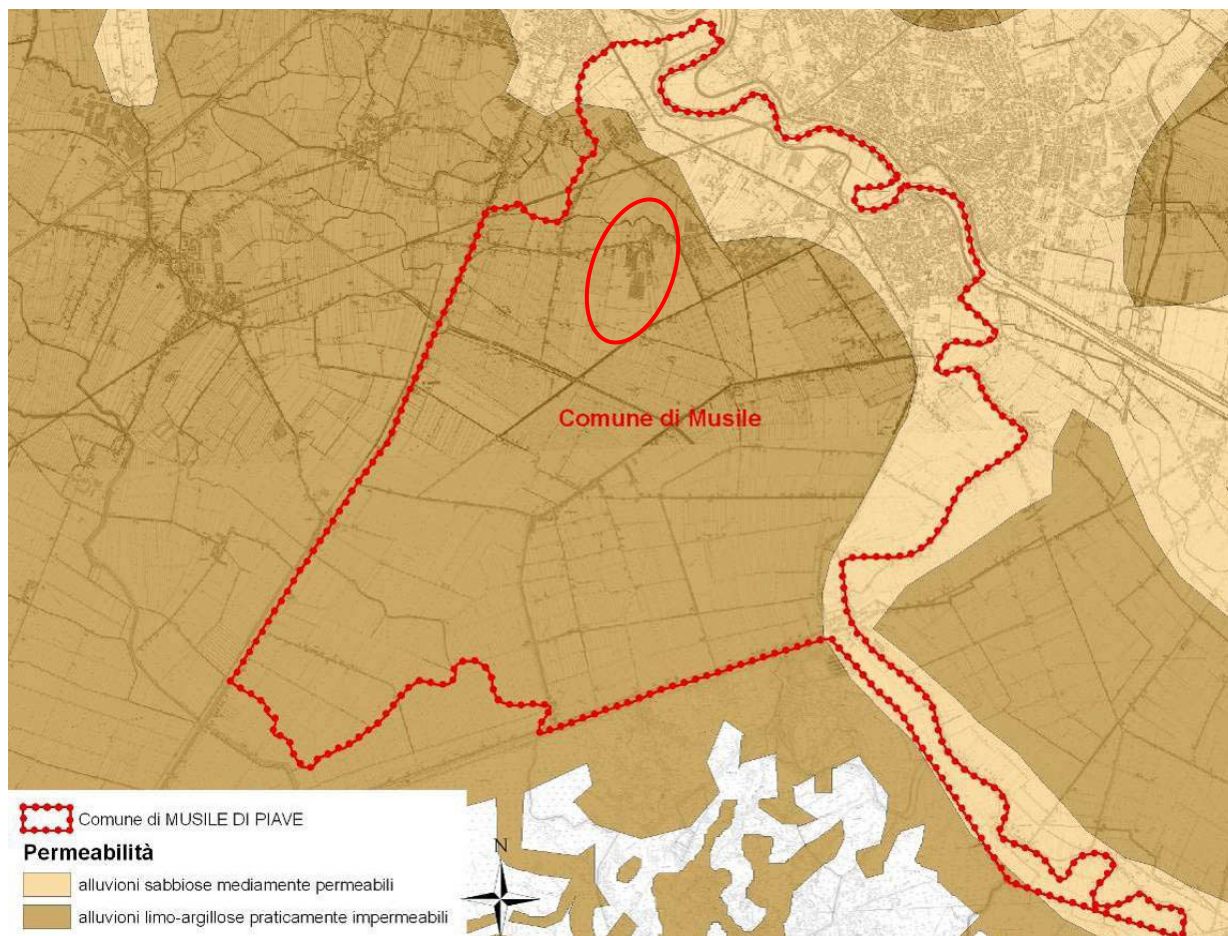 Comune di Musile
Comune di MUSILE DI PIAVE
Permeabilità
alluvioni sabbiose mediamente permeabili
alluvioni limo-argillose praticamente impermeabili
N